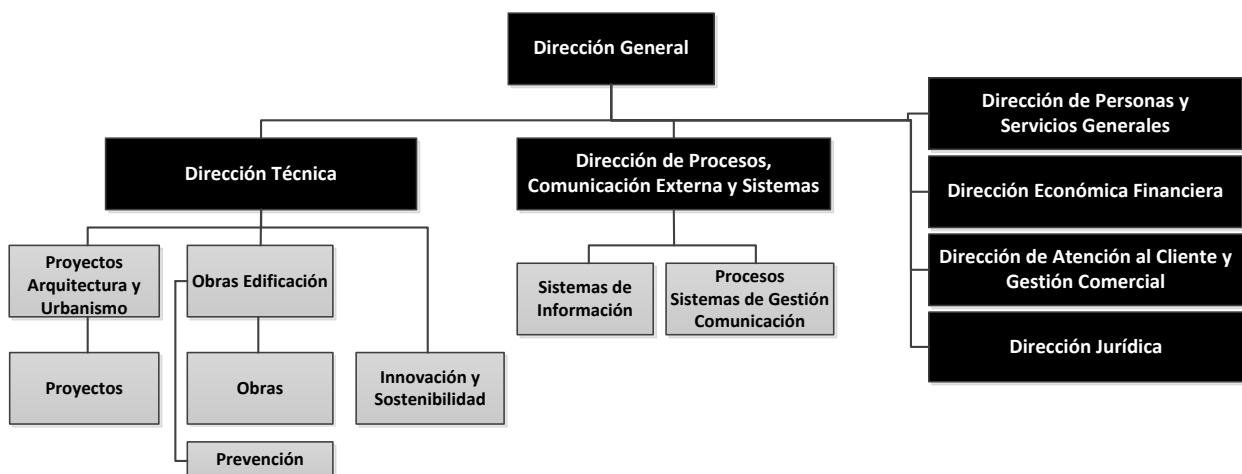 Dirección General
Dirección de Personas y
Servicios Generales
Dirección Técnica
Dirección de Procesos,
Comunicación Externa y Sistemas
Dirección Económica Financiera
Dirección de Atención al Cliente y
Gestión Comercial
Dirección Jurídica
Proyectos
Arquitectura y
Urbanismo
Obras Edificación
Sistemas de
Información
Procesos
Sistemas de Gestión
Comunicación
Proyectos
Obras
Innovación y
Sostenibilidad
Prevención